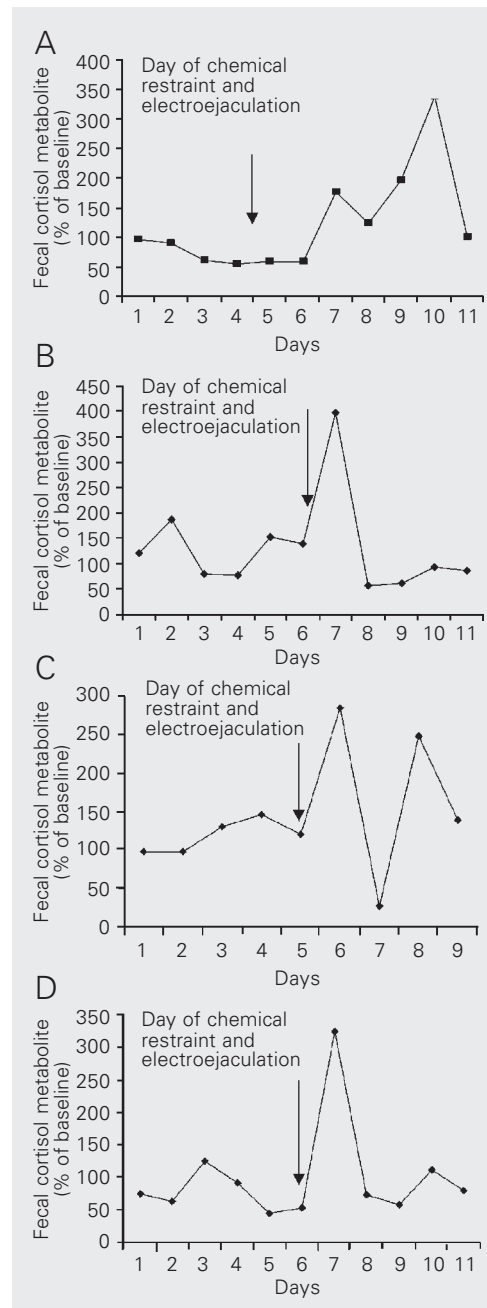 A
Fecal cortisol metabolite
(% of baseline)
400
350
300
250
200
150
100
50
0
Day of chemical
restraint and
electroejaculation
1 2 3 4 5 6 7 8 9 10 11
Days
B
Fecal cortisol metabolite
(% of baseline)
450
400
350
300
250
200
150
100
50
0
Day of chemical
restraint and
electroejaculation
1 2 3 4 5 6 7 8 9 10 11
Days
C
Fecal cortisol metabolite
(% of baseline)
300
250
200
150
100
50
0
Day of chemical
restraint and
electroejaculation
1 2 3 4 5 6 7 8 9
Days
D
Fecal cortisol metabolite
(% of baseline)
350
300
250
200
150
100
50
0
Day of chemical
restraint and
electroejaculation
1 2 3 4 5 6 7 8 9 10 11
Days